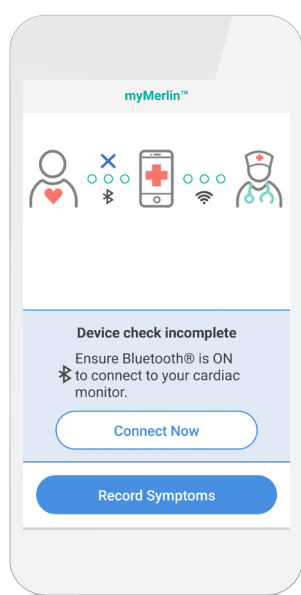 myMerlin™
Device check incomplete
Ensure Bluetooth® is ON
to connect to your cardiac
monitor.
Connect Now
Record Symptoms